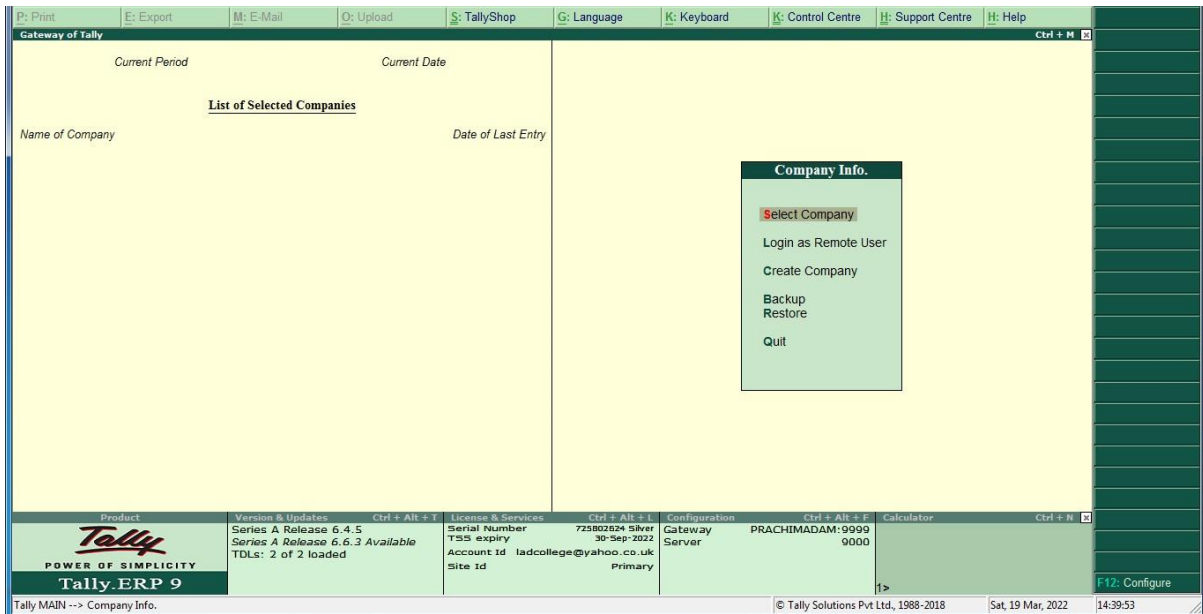 P: Print E: Export M: E-Mail O: Upload S: TallyShop G: Language K: Keyboard K: Control Centre H: Support Centre H: Help
Gateway of Tally Ctrl + M x
Current Period Current Date
List of Selected Companies
Name of Company Date of Last Entry
Company Info.
Select Company
Login as Remote User
Create Company
Backup
Restore
Quit
Product
Tally
POWER OF SIMPLICITY
Tally.ERP 9
Version & Updates Ctrl + Alt + T
Series A Release 6.4.5
Series A Release 6.6.3 Available
TDLs: 2 of 2 loaded
License & Services Ctrl + Alt + L
Serial Number 725802624 Silver
TSS expiry 30-Sep-2022
Account Id ladcollege@yahoo.co.uk
Site Id Primary
Configuration Ctrl + Alt + F
Gateway PRACHIMADAM:9999
Server 9000
Calculator Ctrl + N x
1>
F12: Configure
Tally MAIN --> Company Info. © Tally Solutions Pvt Ltd., 1988-2018 Sat, 19 Mar, 2022 14:39:53